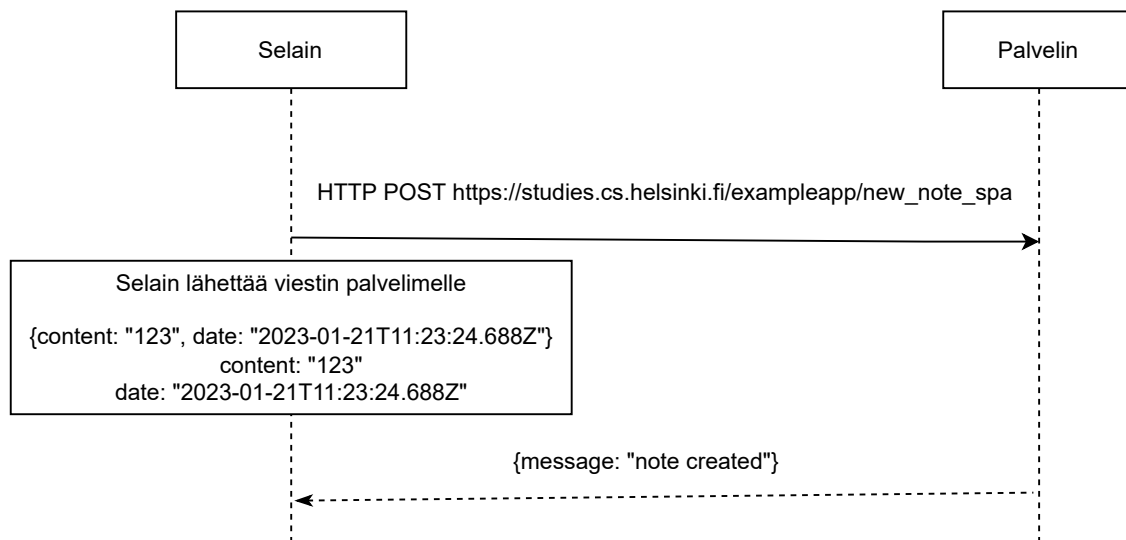 Selain
Palvelin
HTTP POST https://studies.cs.helsinki.fi/exampleapp/new_note_spa
Selain lähettää viestin palvelimelle
{content: "123", date: "2023-01-21T11:23:24.688Z"}
content: "123"
date: "2023-01-21T11:23:24.688Z"
{message: "note created"}